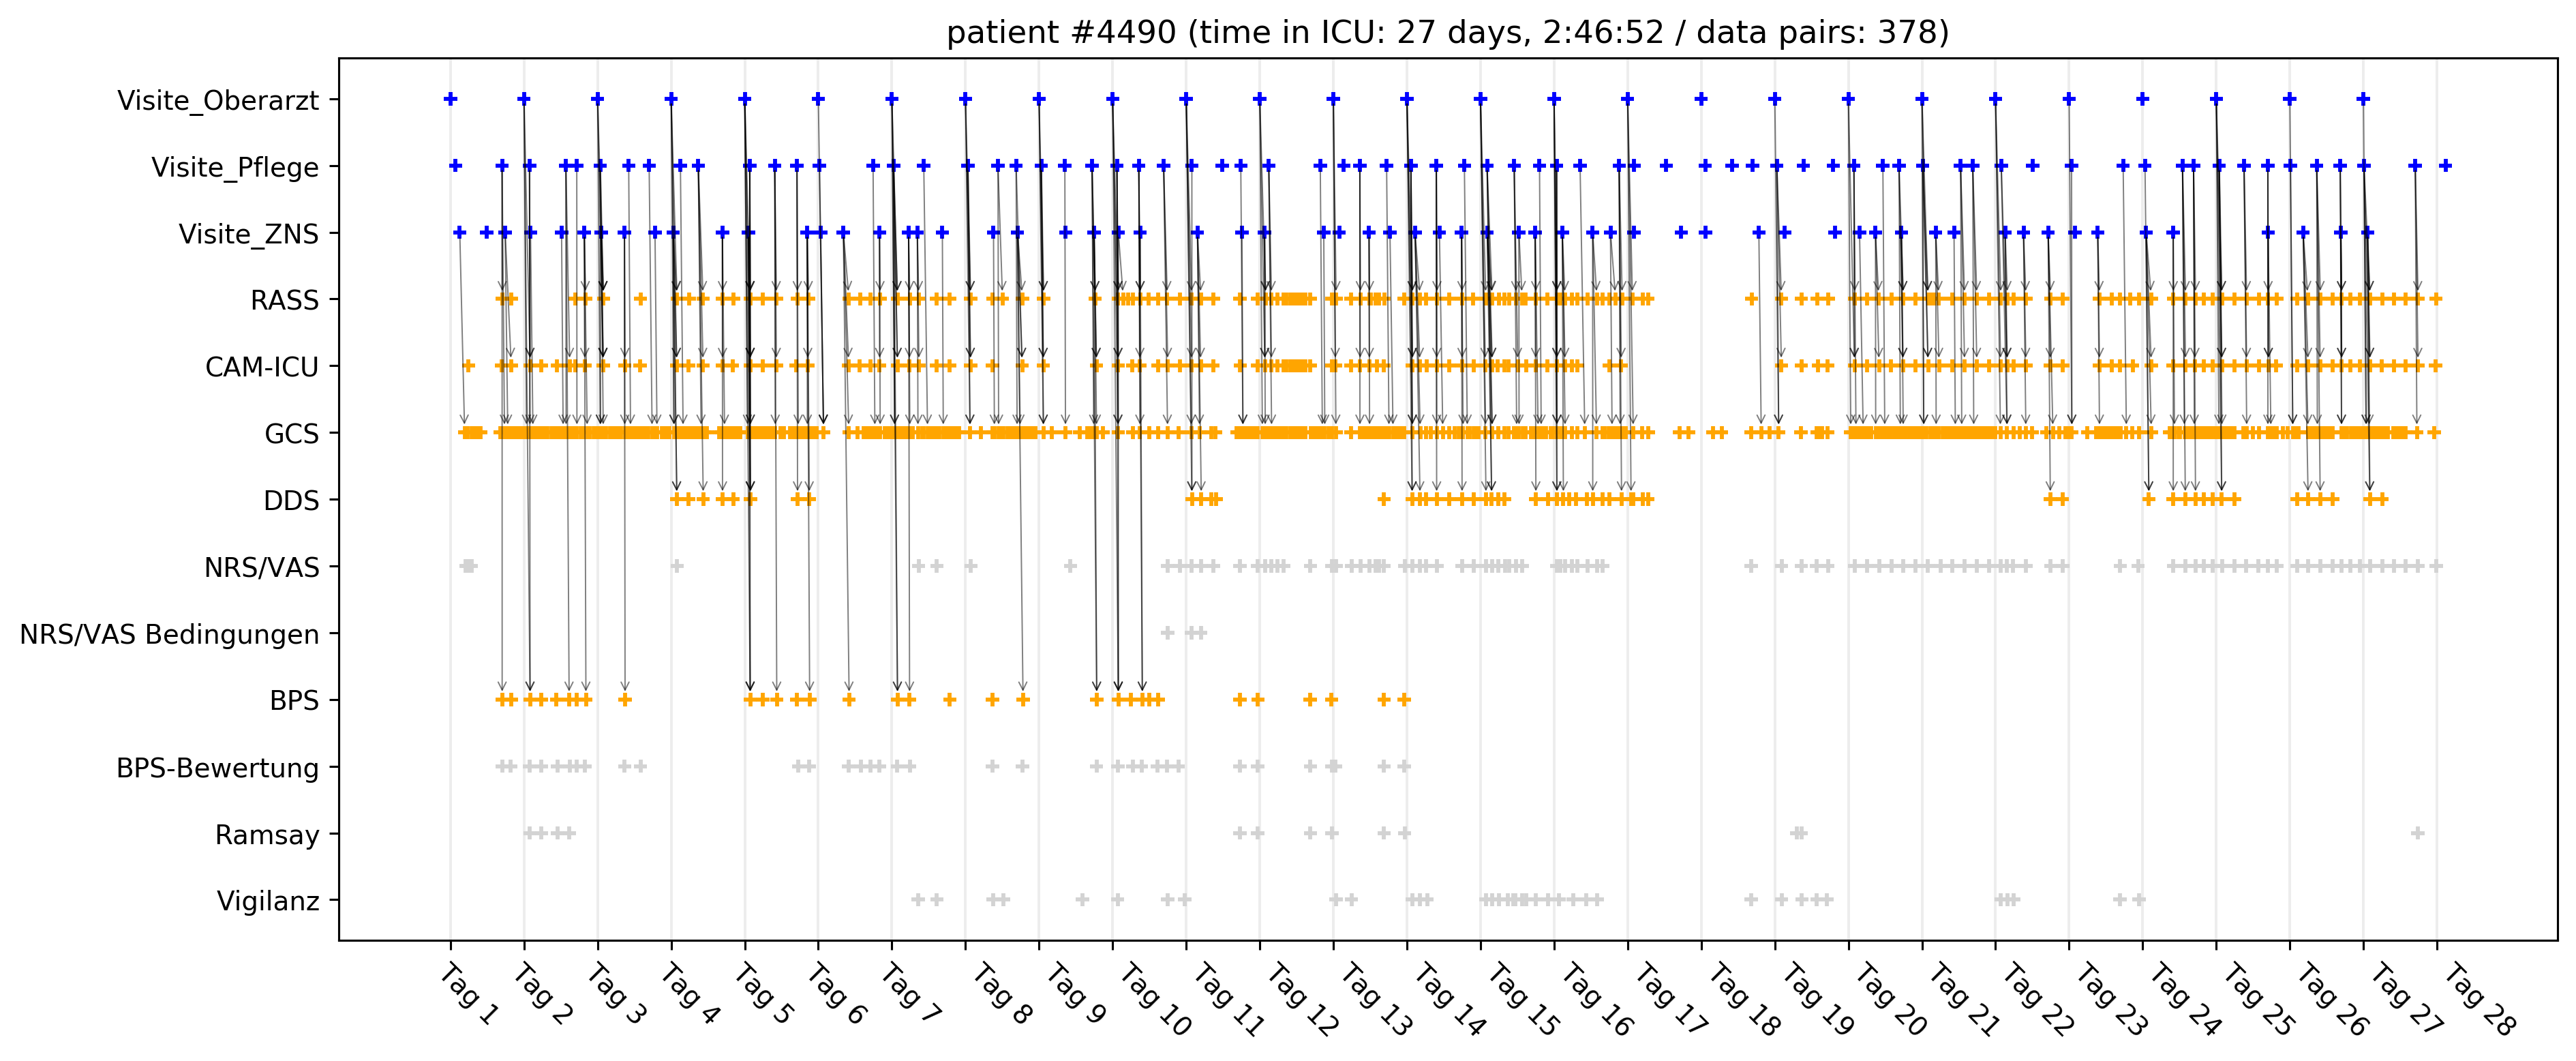 patient #4490 (time in ICU: 27 days, 2:46:52 / data pairs: 378)
Visite_Oberarzt
Visite_Pflege
Visite_ZNS
RASS
CAM-ICU
GCS
DDS
NRS/VAS
NRS/VAS Bedingungen
BPS
BPS-Bewertung
Ramsay
Vigilanz
Tag 1
Tag 2
Tag 3
Tag 4
Tag 5
Tag 6
Tag 7
Tag 8
Tag 9
Tag 10
Tag 11
Tag 12
Tag 13
Tag 14
Tag 15
Tag 16
Tag 17
Tag 18
Tag 19
Tag 20
Tag 21
Tag 22
Tag 23
Tag 24
Tag 25
Tag 26
Tag 27
Tag 28